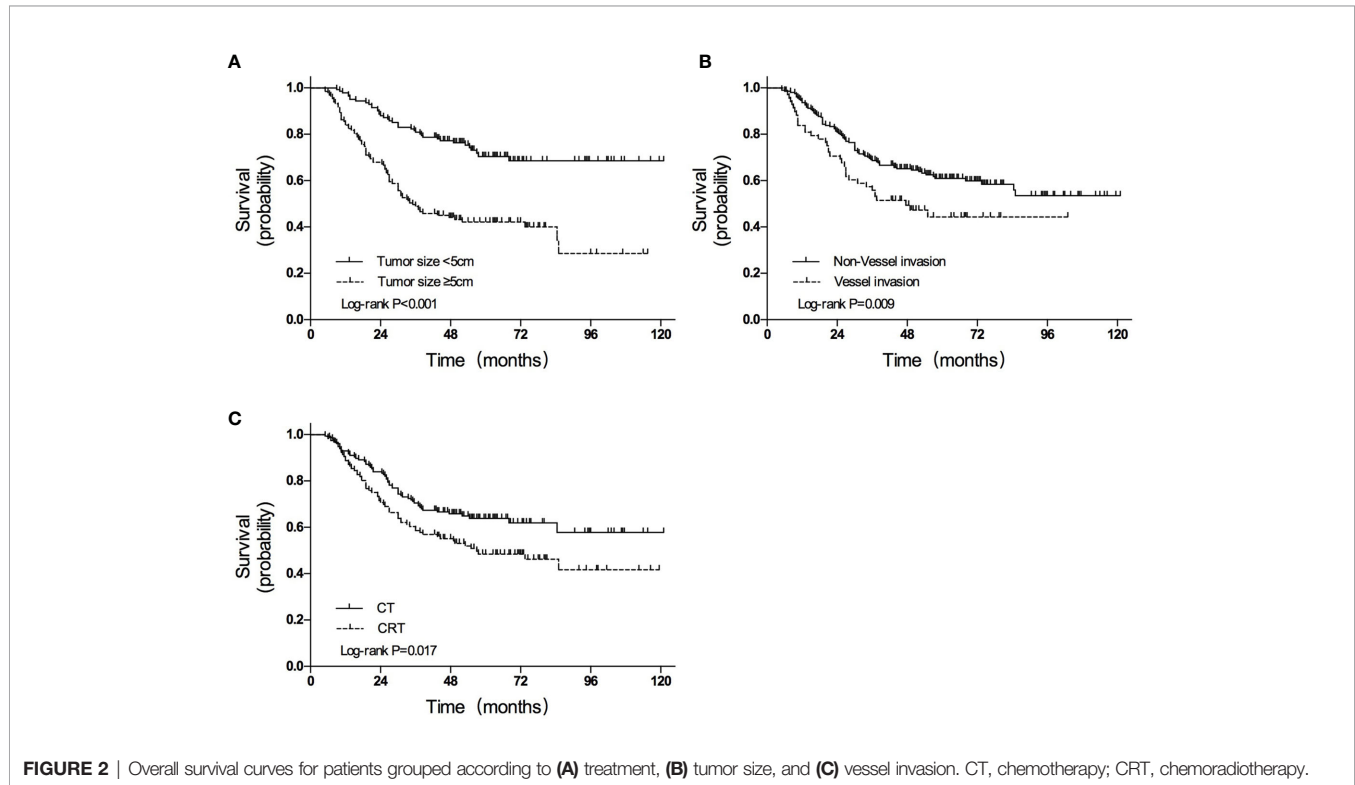 A
1.0
0.8
0.6
0.4
0.2
0.0
Survival
(probability)
Tumor size <5cm
Tumor size ≥5cm
Log-rank P<0.001
0 24 48 72 96 120
Time (months)
B
1.0
0.8
0.6
0.4
0.2
0.0
Survival
(probability)
Non-Vessel invasion
Vessel invasion
Log-rank P=0.009
0 24 48 72 96 120
Time (months)
C
1.0
0.8
0.6
0.4
0.2
0.0
Survival
(probability)
CT
CRT
Log-rank P=0.017
0 24 48 72 96 120
Time (months)
FIGURE 2 | Overall survival curves for patients grouped according to (A) treatment, (B) tumor size, and (C) vessel invasion. CT, chemotherapy; CRT, chemoradiotherapy.